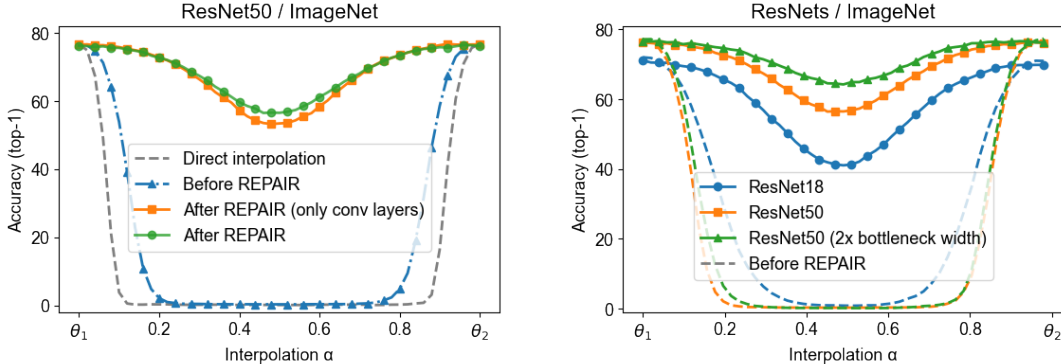 ResNet50 / ImageNet
80
60
40
20
0
Accuracy (top-1)
Direct interpolation
Before REPAIR
After REPAIR (only conv layers)
After REPAIR
θ1
0.2
0.4
0.6
0.8
θ2
Interpolation α
ResNets / ImageNet
80
60
40
20
0
Accuracy (top-1)
ResNet18
ResNet50
ResNet50 (2x bottleneck width)
Before REPAIR
θ1
0.2
0.4
0.6
0.8
θ2
Interpolation α